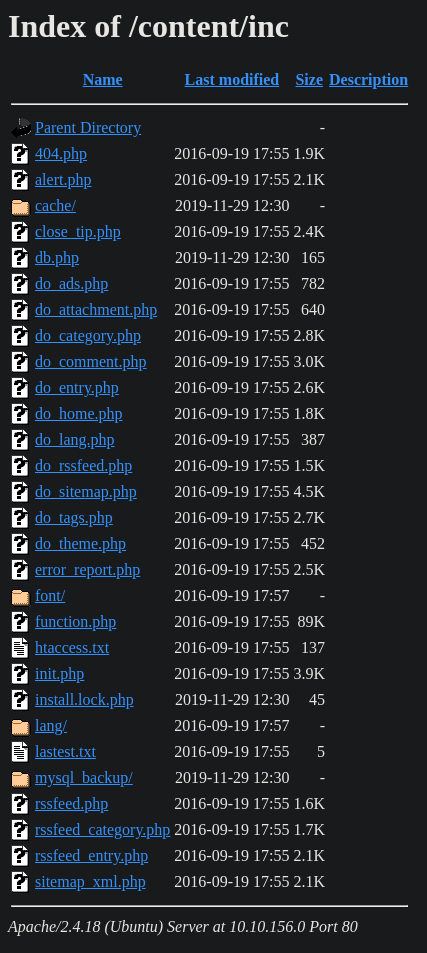 Index of /content/inc
Name Last modified Size Description
Parent Directory -
404.php 2016-09-19 17:55 1.9K
alert.php 2016-09-19 17:55 2.1K
cache/ 2019-11-29 12:30 -
close_tip.php 2016-09-19 17:55 2.4K
db.php 2019-11-29 12:30 165
do_ads.php 2016-09-19 17:55 782
do_attachment.php 2016-09-19 17:55 640
do_category.php 2016-09-19 17:55 2.8K
do_comment.php 2016-09-19 17:55 3.0K
do_entry.php 2016-09-19 17:55 2.6K
do_home.php 2016-09-19 17:55 1.8K
do_lang.php 2016-09-19 17:55 387
do_rssfeed.php 2016-09-19 17:55 1.5K
do_sitemap.php 2016-09-19 17:55 4.5K
do_tags.php 2016-09-19 17:55 2.7K
do_theme.php 2016-09-19 17:55 452
error_report.php 2016-09-19 17:55 2.5K
font/ 2016-09-19 17:57 -
function.php 2016-09-19 17:55 89K
htaccess.txt 2016-09-19 17:55 137
init.php 2016-09-19 17:55 3.9K
install.lock.php 2019-11-29 12:30 45
lang/ 2016-09-19 17:57 -
lastest.txt 2016-09-19 17:55 5
mysql_backup/ 2019-11-29 12:30 -
rssfeed.php 2016-09-19 17:55 1.6K
rssfeed_category.php 2016-09-19 17:55 1.7K
rssfeed_entry.php 2016-09-19 17:55 2.1K
sitemap_xml.php 2016-09-19 17:55 2.1K
Apache/2.4.18 (Ubuntu) Server at 10.10.156.0 Port 80